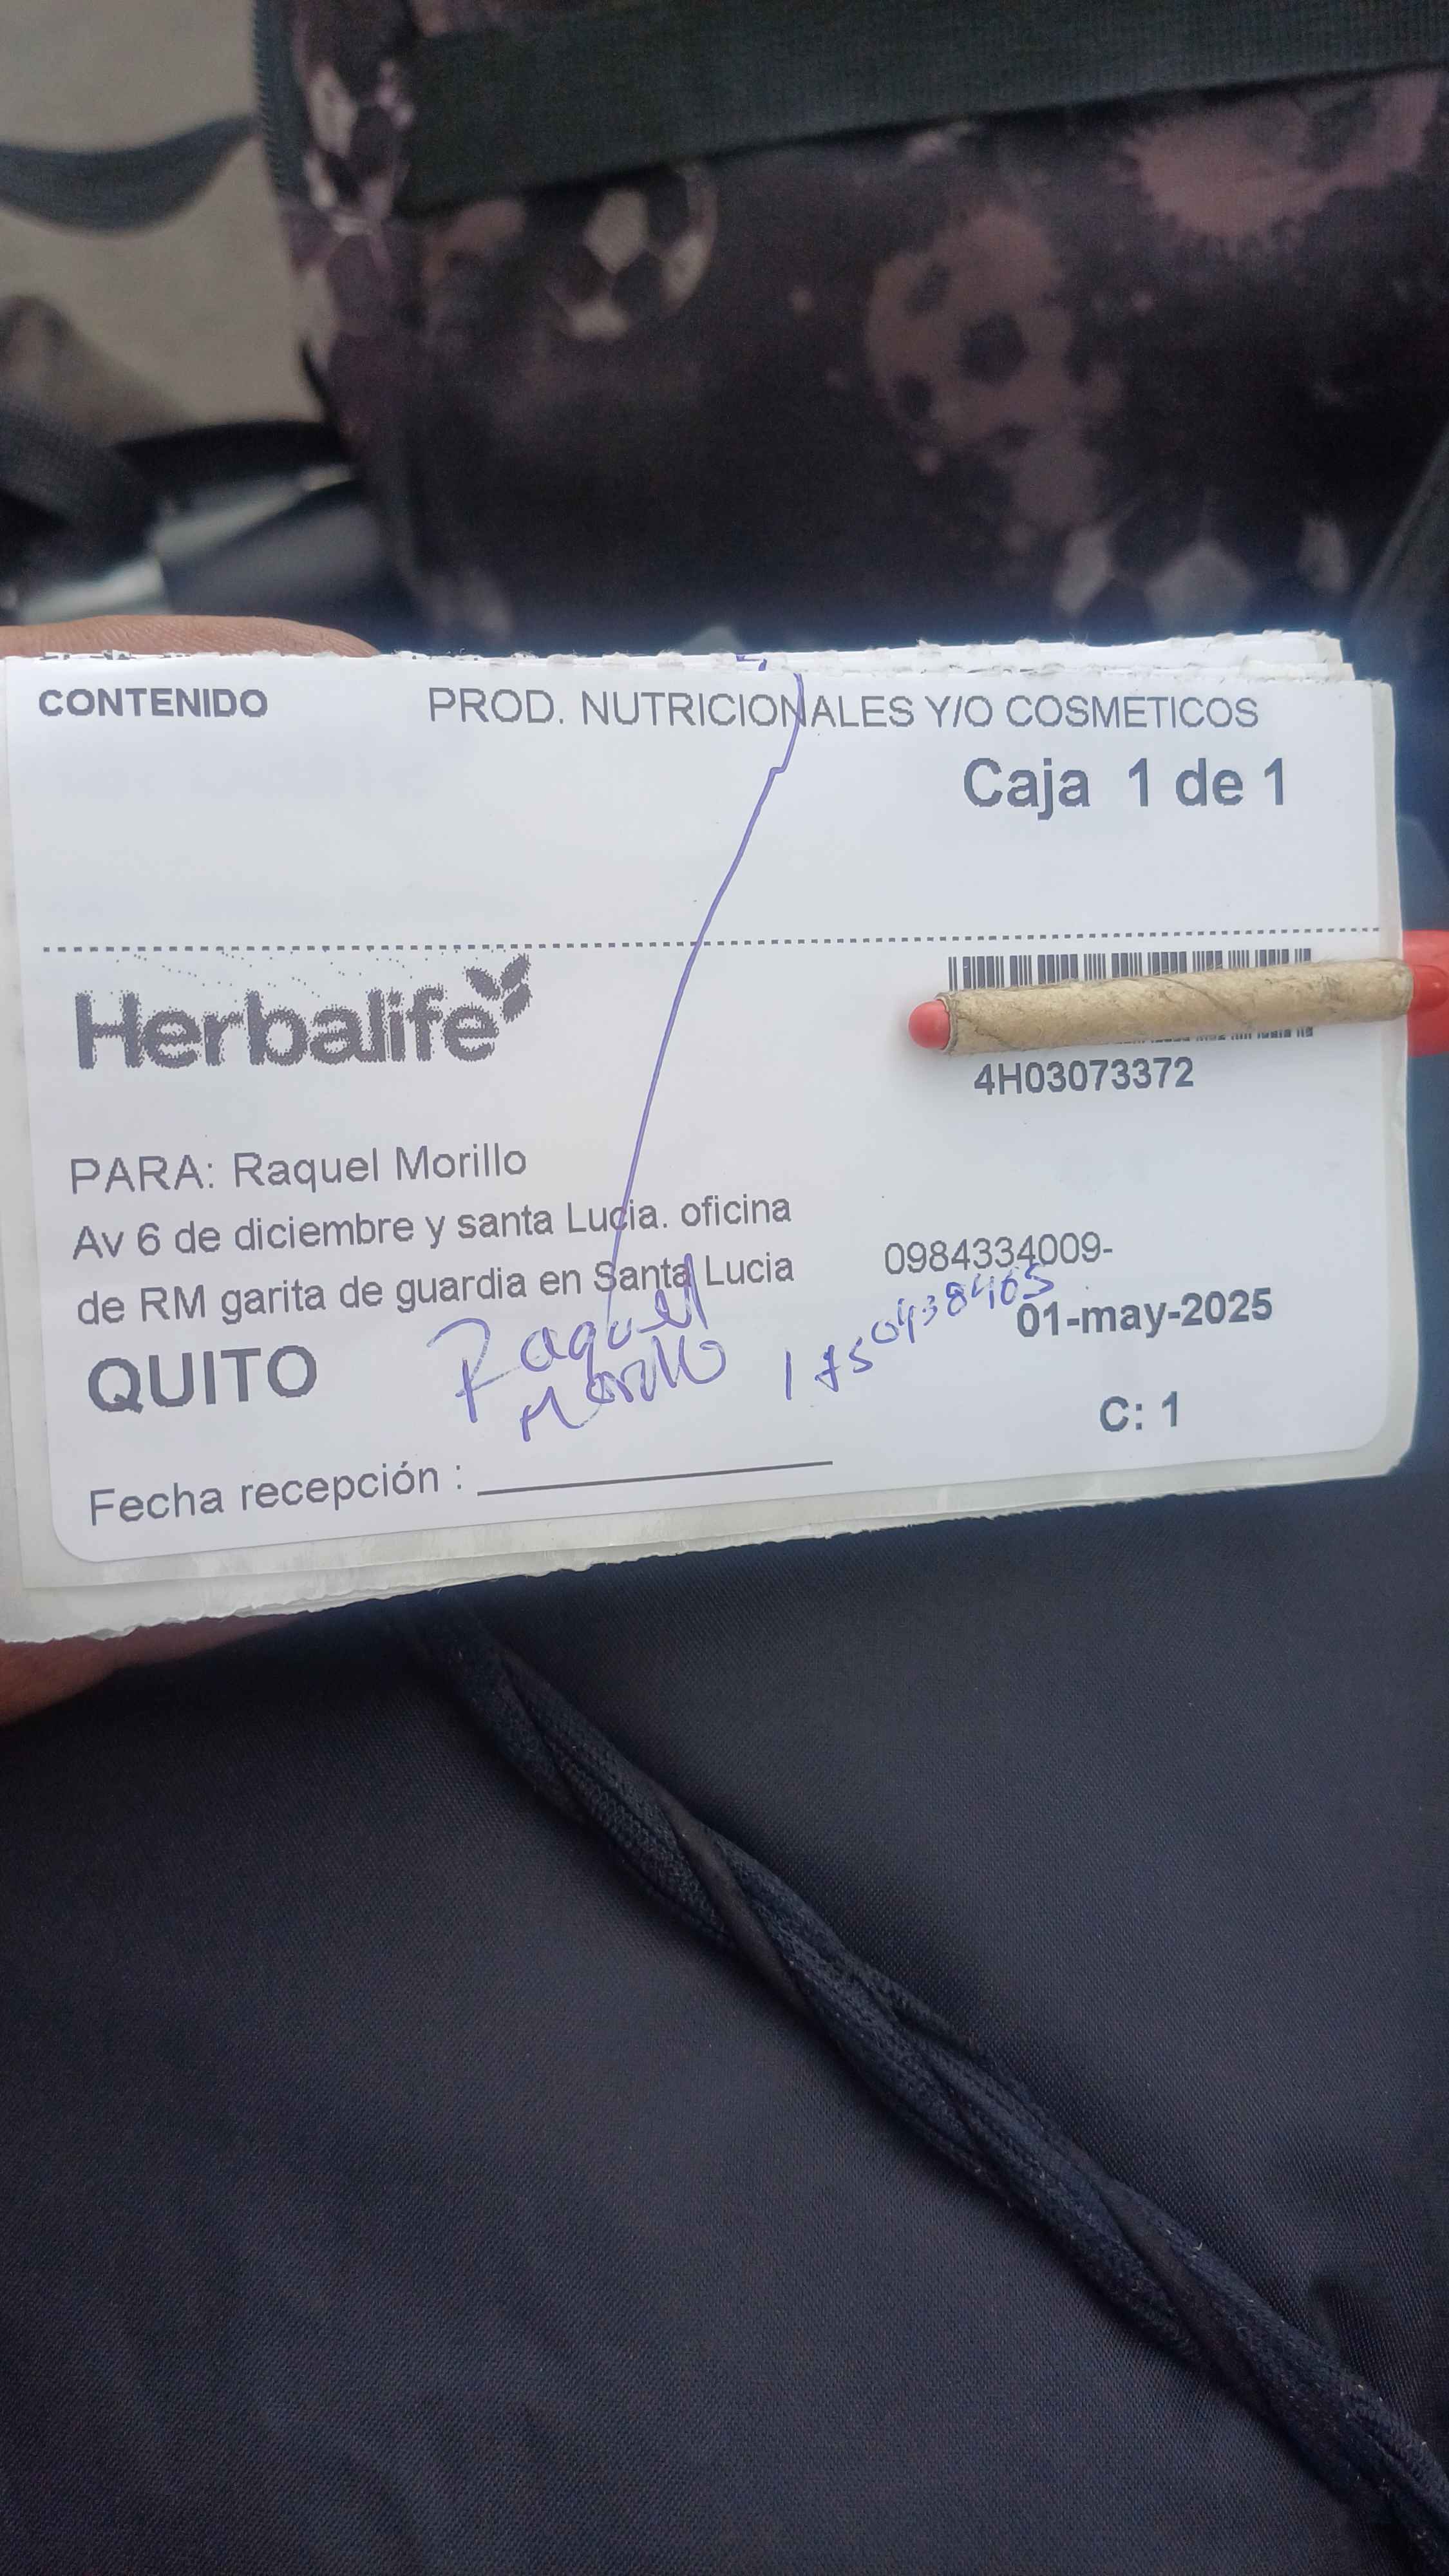 CONTENIDO PROD. NUTRICIONALES Y/O COSMETICOS
Caja 1 de 1
Herbalife
4H03073372
PARA: Raquel Morillo
Av 6 de diciembre y santa Lucia. oficina
de RM garita de guardia en Santa Lucia 0984334009-
01-may-2025
QUITO
Raquel
Morillo
1750438405
C: 1
Fecha recepción :